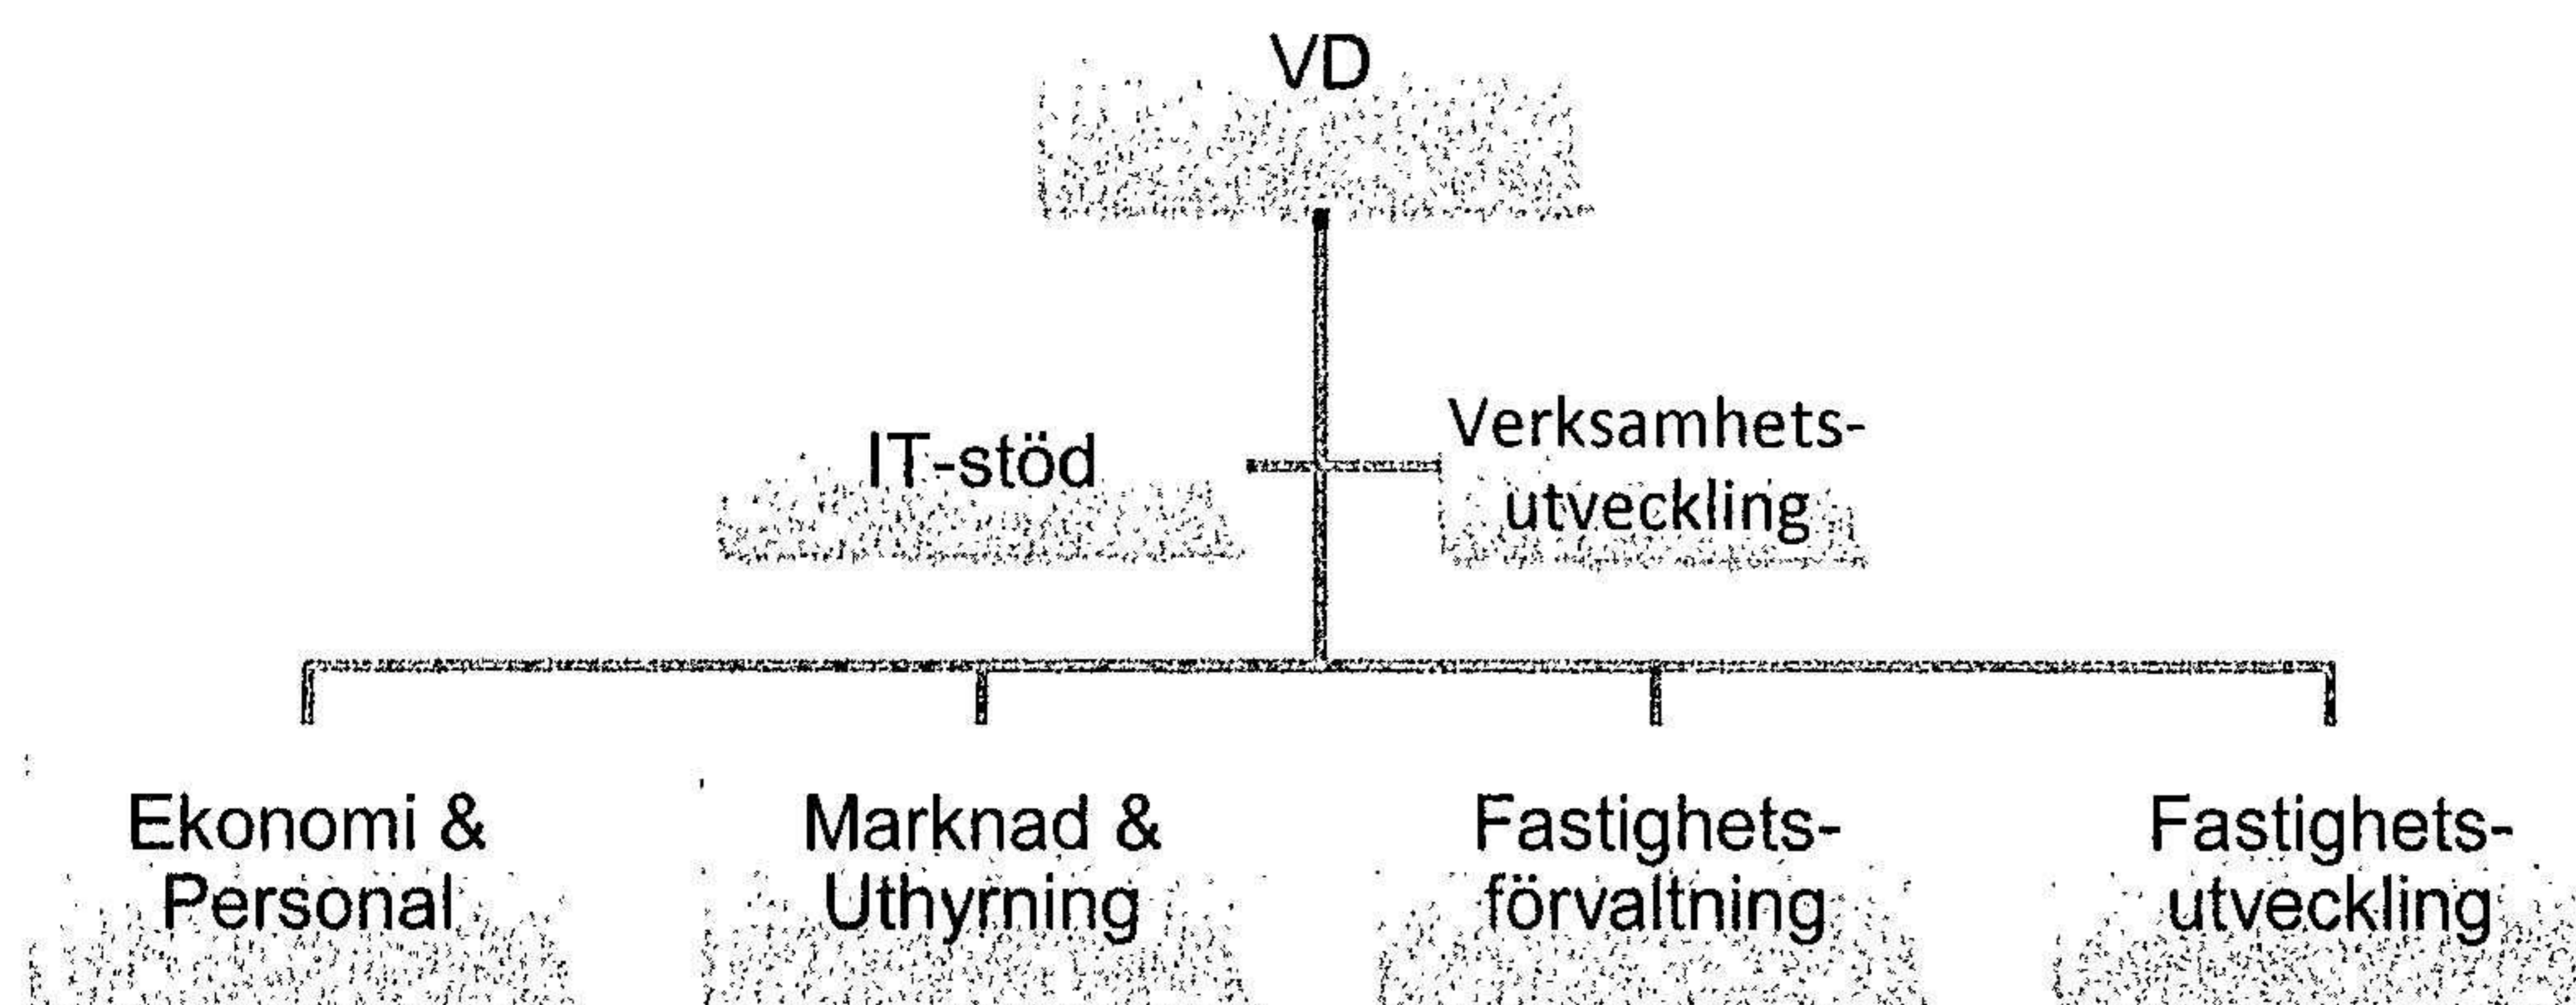 VD
IT-stöd
Verksamhets-
utveckling
Ekonomi &
Personal
Marknad &
Uthyrning
Fastighets-
förvaltning
Fastighets-
utveckling